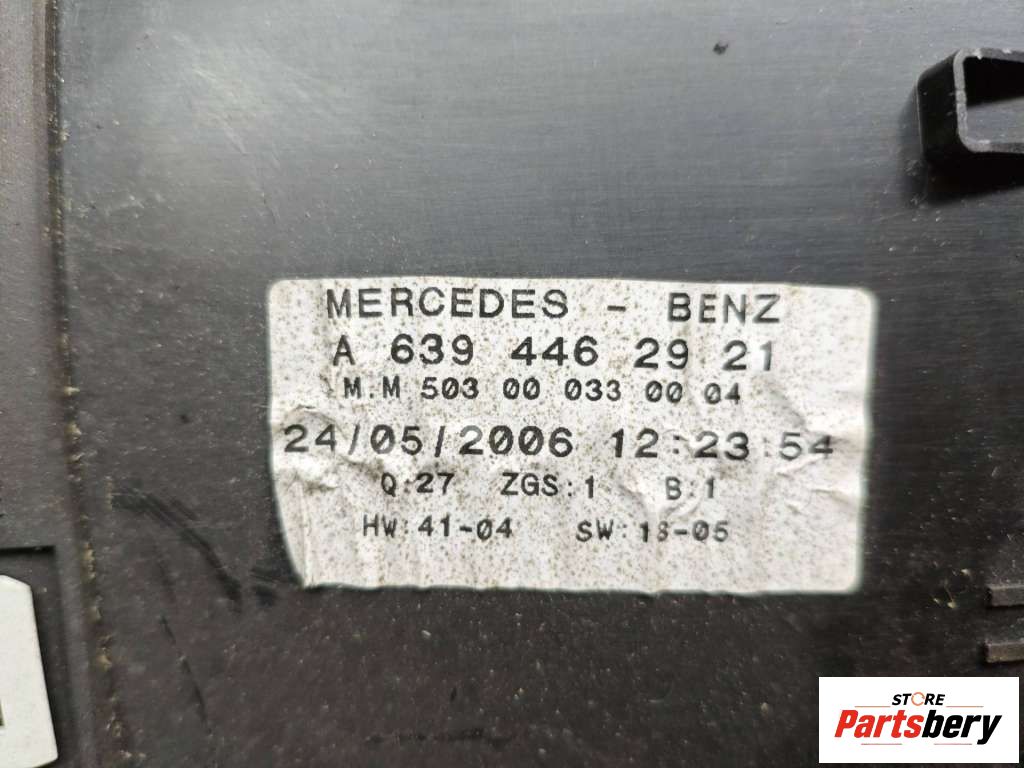 MERCEDES - BENZ
A 639 446 29 21
M.M 503 00 033 00 04
24/05/2006 12:23:54
Q:27 ZGS:1 B:1
HW:41-04 SW:18-05
STORE
Partsbery